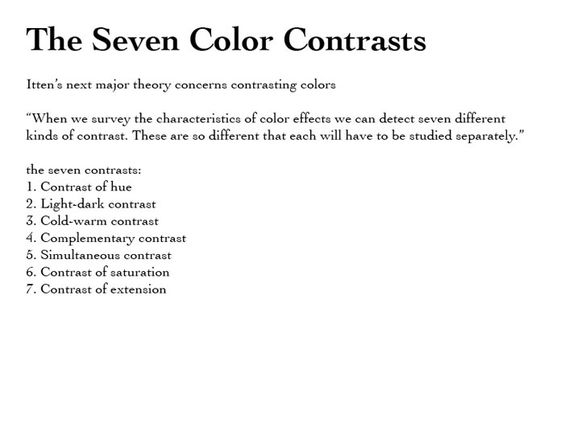 The Seven Color Contrasts
Itten’s next major theory concerns contrasting colors
“When we survey the characteristics of color effects we can detect seven different
kinds of contrast. These are so different that each will have to be studied separately.”
the seven contrasts:
1. Contrast of hue
2. Light-dark contrast
3. Cold-warm contrast
4. Complementary contrast
5. Simultaneous contrast
6. Contrast of saturation
7. Contrast of extension